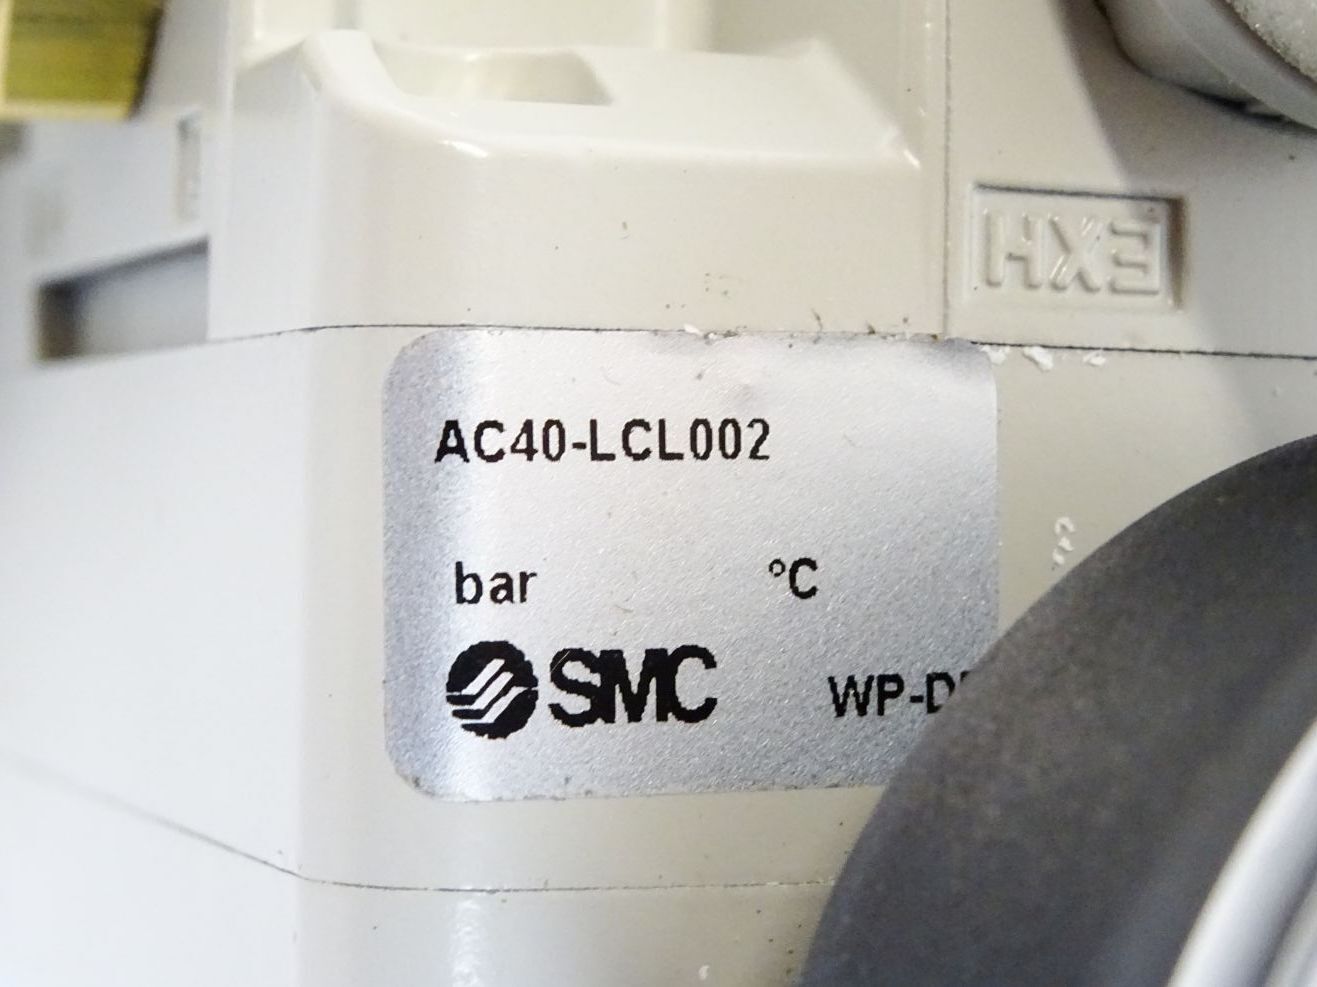 EXH
AC40-LCL002
bar °C
SMC WP-D